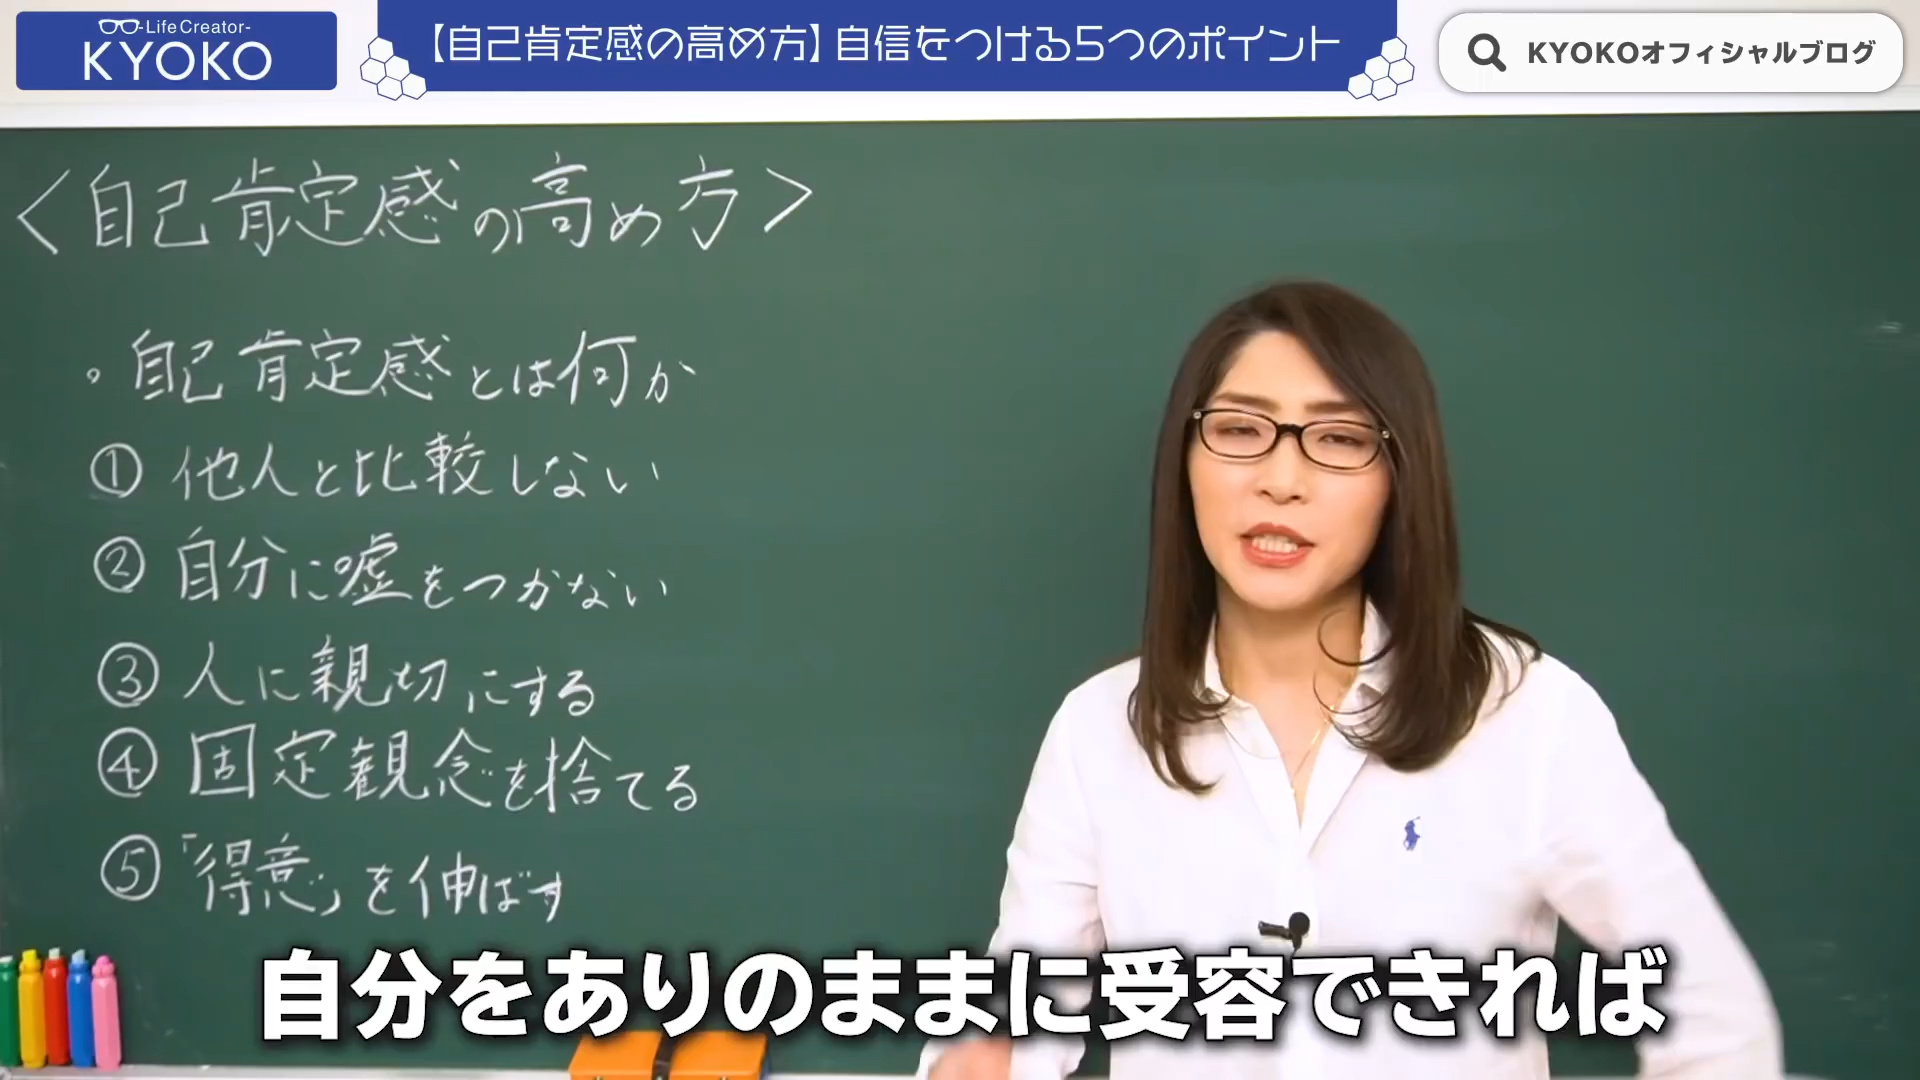 -Life Creator-
KYOKO
【自己肯定感の高め方】自信をつける5つのポイント
KYOKOオフィシャルブログ
<自己肯定感の高め方>
。自己肯定感とは何か
① 他人と比較しない
② 自分に嘘をつかない
③ 人に親切にする
④ 固定観念を捨てる
⑤ 「得意」を伸ばす
自分をありのままに受容できれば